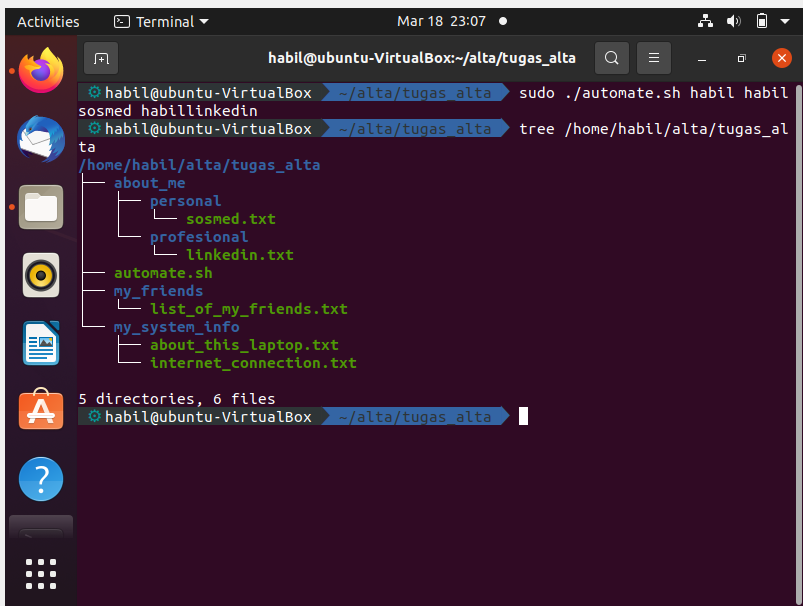 Activities Terminal Mar 18 23:07
habil@ubuntu-VirtualBox:~/alta/tugas_alta
habil@ubuntu-VirtualBox ~/alta/tugas_alta sudo ./automate.sh habil habil
sosmed habillinkedin
habil@ubuntu-VirtualBox ~/alta/tugas_alta tree /home/habil/alta/tugas_al
ta
/home/habil/alta/tugas_alta
├── about_me
│   ├── personal
│   │   └── sosmed.txt
│   └── profesional
│       └── linkedin.txt
├── automate.sh
├── my_friends
│   └── list_of_my_friends.txt
└── my_system_info
    ├── about_this_laptop.txt
    └── internet_connection.txt
5 directories, 6 files
habil@ubuntu-VirtualBox ~/alta/tugas_alta